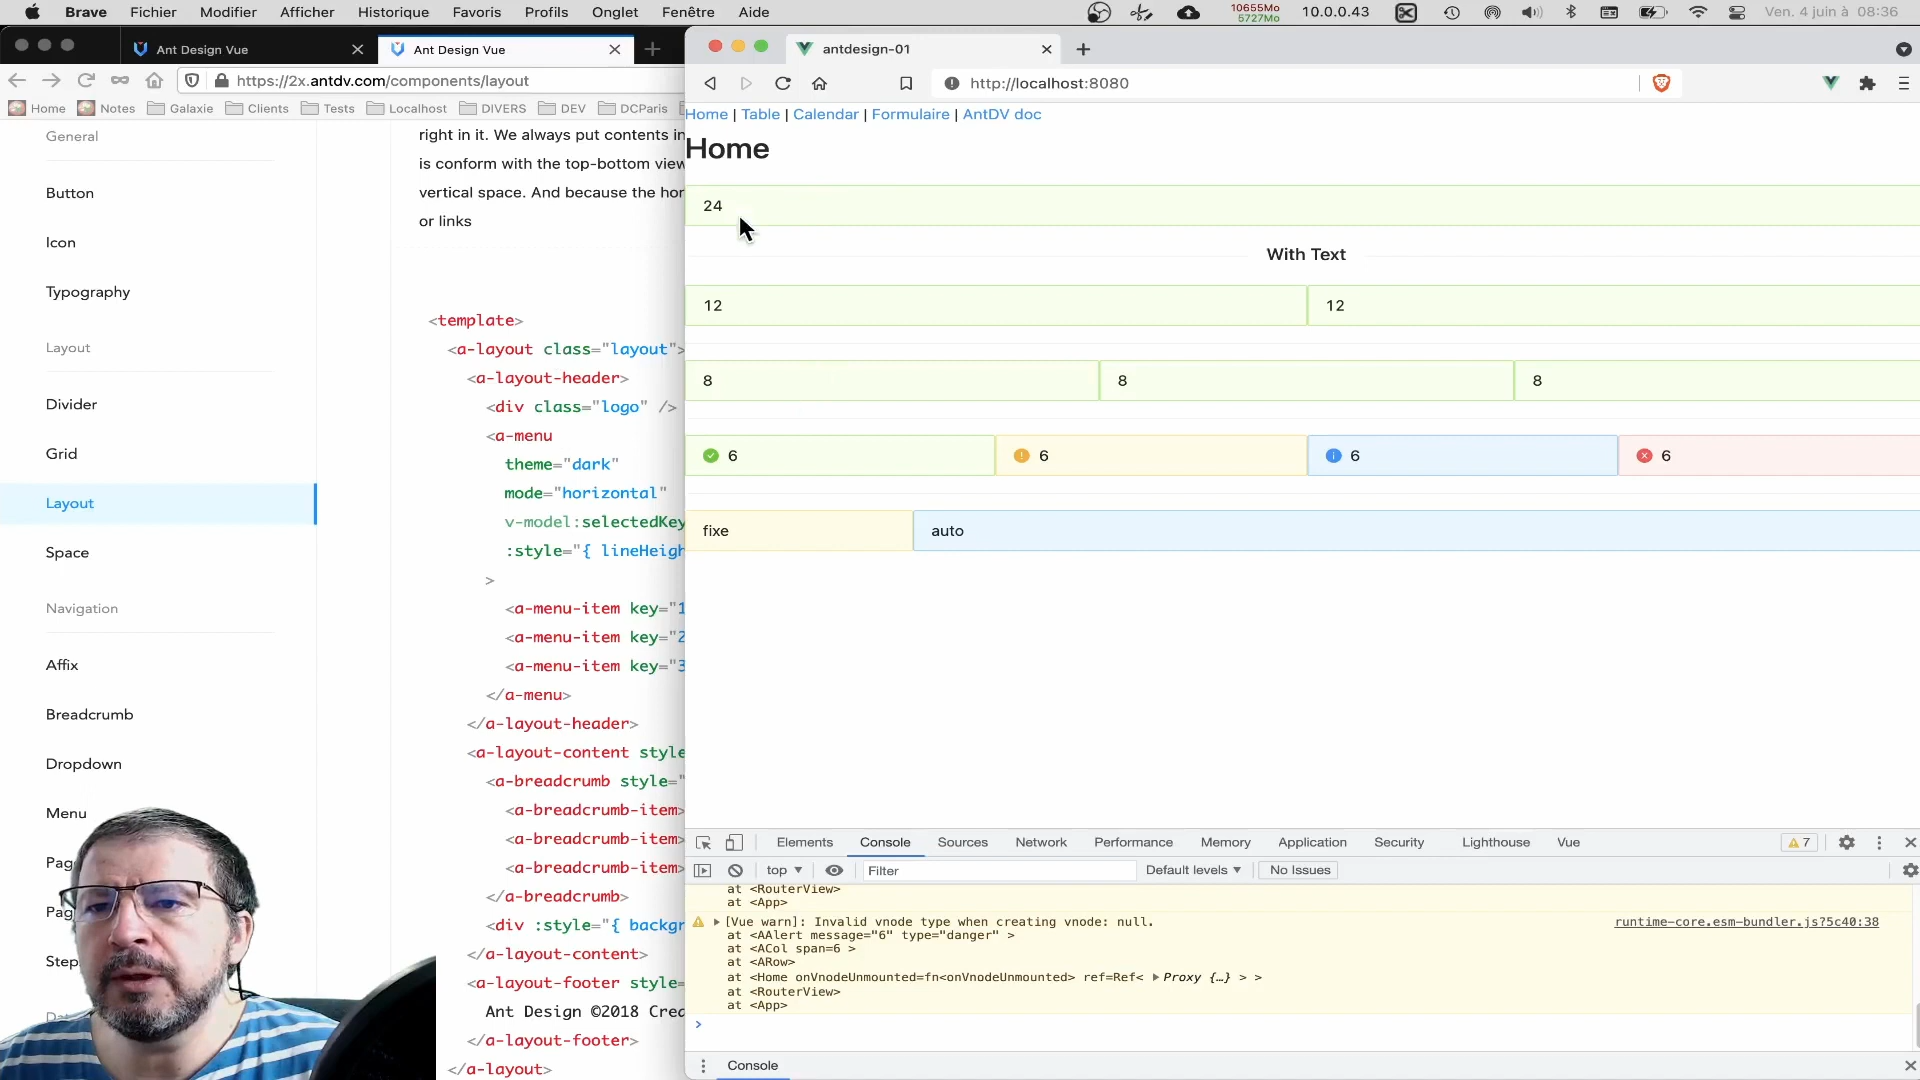 Brave Fichier Modifier Afficher Historique Favoris Profils Onglet Fenêtre Aide 10655Mo 5727Mo 10.0.0.43 Ven. 4 juin à 08:36
Ant Design Vue
Ant Design Vue
https://2x.antdv.com/components/layout
Home Notes Galaxie Clients Tests Localhost DIVERS DEV DCParis
General
Button
Icon
Typography
Layout
Divider
Grid
Layout
Space
Navigation
Affix
Breadcrumb
Dropdown
Menu
Pag
Pag
Step
Da
right in it. We always put contents in
is conform with the top-bottom view
vertical space. And because the hor
or links
<template>
<a-layout class="layout">
<a-layout-header>
<div class="logo" />
<a-menu
theme="dark"
mode="horizontal"
v-model:selectedKey
:style="{ lineHeigh
>
<a-menu-item key="1
<a-menu-item key="2
<a-menu-item key="3
</a-menu>
</a-layout-header>
<a-layout-content style
<a-breadcrumb style="
<a-breadcrumb-item>
<a-breadcrumb-item>
<a-breadcrumb-item>
</a-breadcrumb>
<div :style="{ backgr
</a-layout-content>
<a-layout-footer style=
Ant Design ©2018 Crea
</a-layout-footer>
</a-layout>
antdesign-01
http://localhost:8080
Home | Table | Calendar | Formulaire | AntDV doc
Home
24
With Text
12 12
8 8 8
6 6 6 6
fixe auto
Elements Console Sources Network Performance Memory Application Security Lighthouse Vue 7
top Filter Default levels No Issues
at <RouterView>
at <App>
[Vue warn]: Invalid vnode type when creating vnode: null. runtime-core.esm-bundler.js?5c40:38
at <AAlert message="6" type="danger" >
at <ACol span=6 >
at <ARow>
at <Home onVnodeUnmounted=fn<onVnodeUnmounted> ref=Ref< ▶Proxy {…} > >
at <RouterView>
at <App>
>
Console